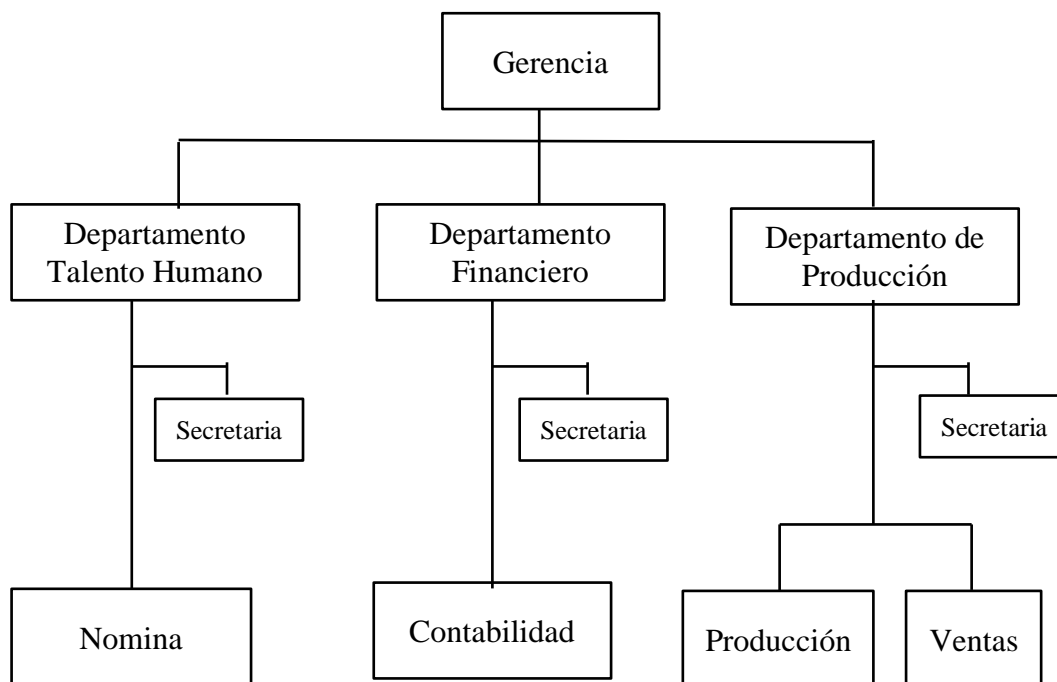 Gerencia
Departamento
Talento Humano
Departamento
Financiero
Departamento de
Producción
Secretaria
Secretaria
Secretaria
Nomina
Contabilidad
Producción
Ventas